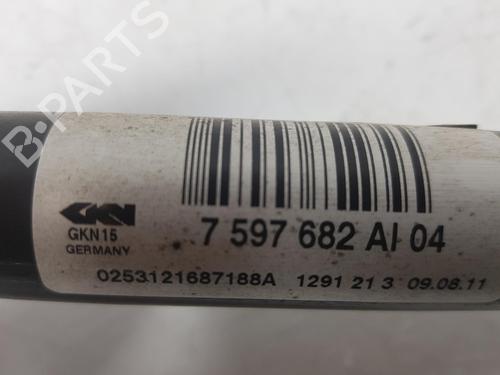 B-PARTS
GKN
GKN15
GERMANY
7 597 682 AI 04
0253121687188A 1291 21 3 09.08.11